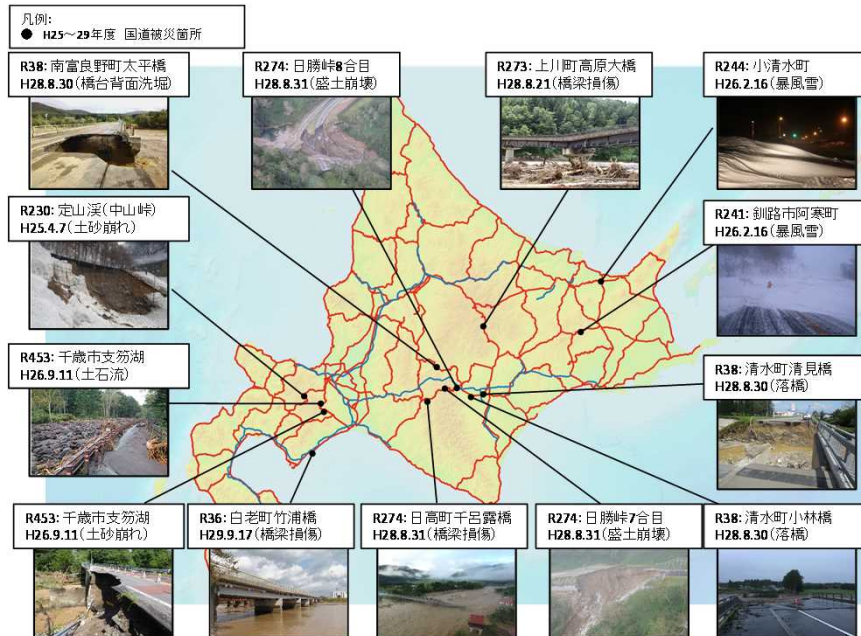 凡例:
● H25~29年度 国道被災箇所
R38: 南富良野町太平橋
H28.8.30(橋台背面洗堀)
R274: 日勝峠8合目
H28.8.31(盛土崩壊)
R273: 上川町高原大橋
H28.8.21(橋梁損傷)
R244: 小清水町
H26.2.16(暴風雪)
R230: 定山渓(中山峠)
H25.4.7(土砂崩れ)
R241: 釧路市阿寒町
H26.2.16(暴風雪)
R453: 千歳市支笏湖
H26.9.11(土石流)
R38: 清水町清見橋
H28.8.30(落橋)
R453: 千歳市支笏湖
H26.9.11(土砂崩れ)
R36: 白老町竹浦橋
H29.9.17(橋梁損傷)
R274: 日高町千呂露橋
H28.8.31(橋梁損傷)
R274: 日勝峠7合目
H28.8.31(盛土崩壊)
R38: 清水町小林橋
H28.8.30(落橋)